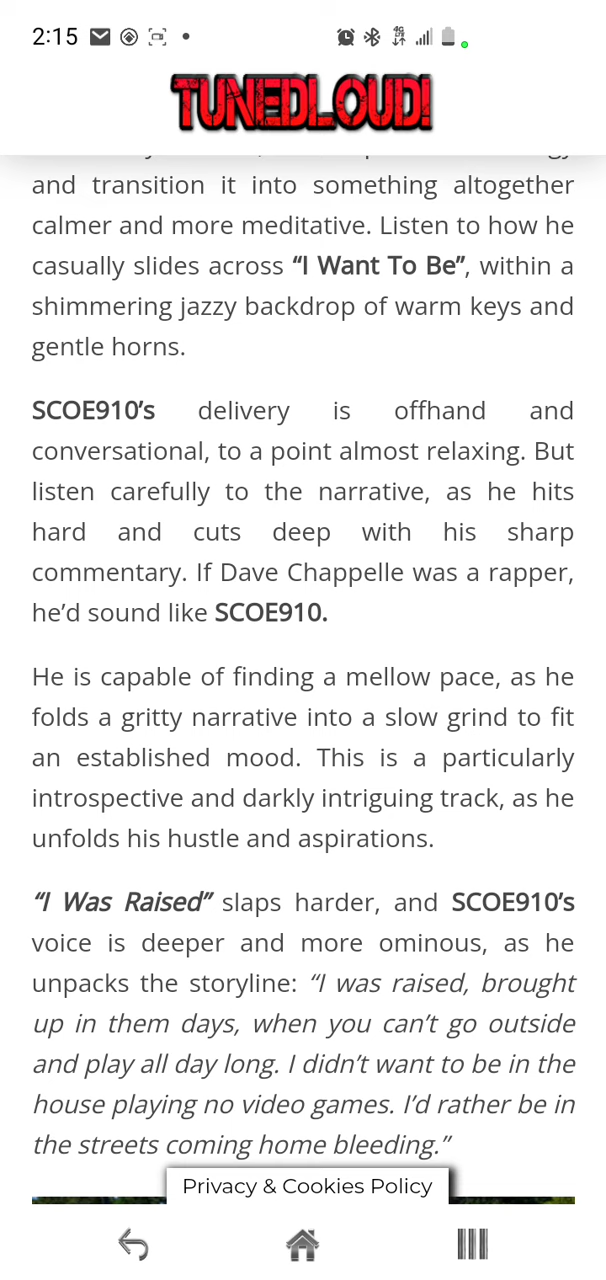 2:15
TUNEDLOUD!
and transition it into something altogether
calmer and more meditative. Listen to how he
casually slides across “I Want To Be”, within a
shimmering jazzy backdrop of warm keys and
gentle horns.
SCOE910’s delivery is offhand and
conversational, to a point almost relaxing. But
listen carefully to the narrative, as he hits
hard and cuts deep with his sharp
commentary. If Dave Chappelle was a rapper,
he’d sound like SCOE910.
He is capable of finding a mellow pace, as he
folds a gritty narrative into a slow grind to fit
an established mood. This is a particularly
introspective and darkly intriguing track, as he
unfolds his hustle and aspirations.
“I Was Raised” slaps harder, and SCOE910’s
voice is deeper and more ominous, as he
unpacks the storyline: “I was raised, brought
up in them days, when you can’t go outside
and play all day long. I didn’t want to be in the
house playing no video games. I’d rather be in
the streets coming home bleeding.”
Privacy & Cookies Policy